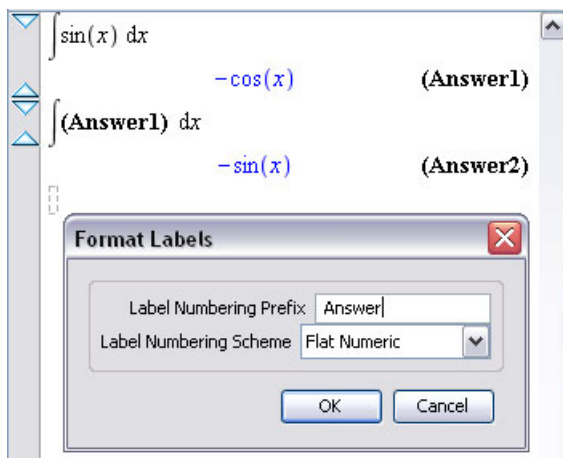 ∫sin(x) dx
−cos(x) (Answer1)
∫(Answer1) dx
−sin(x) (Answer2)
Format Labels
Label Numbering Prefix Answer
Label Numbering Scheme Flat Numeric
OK Cancel